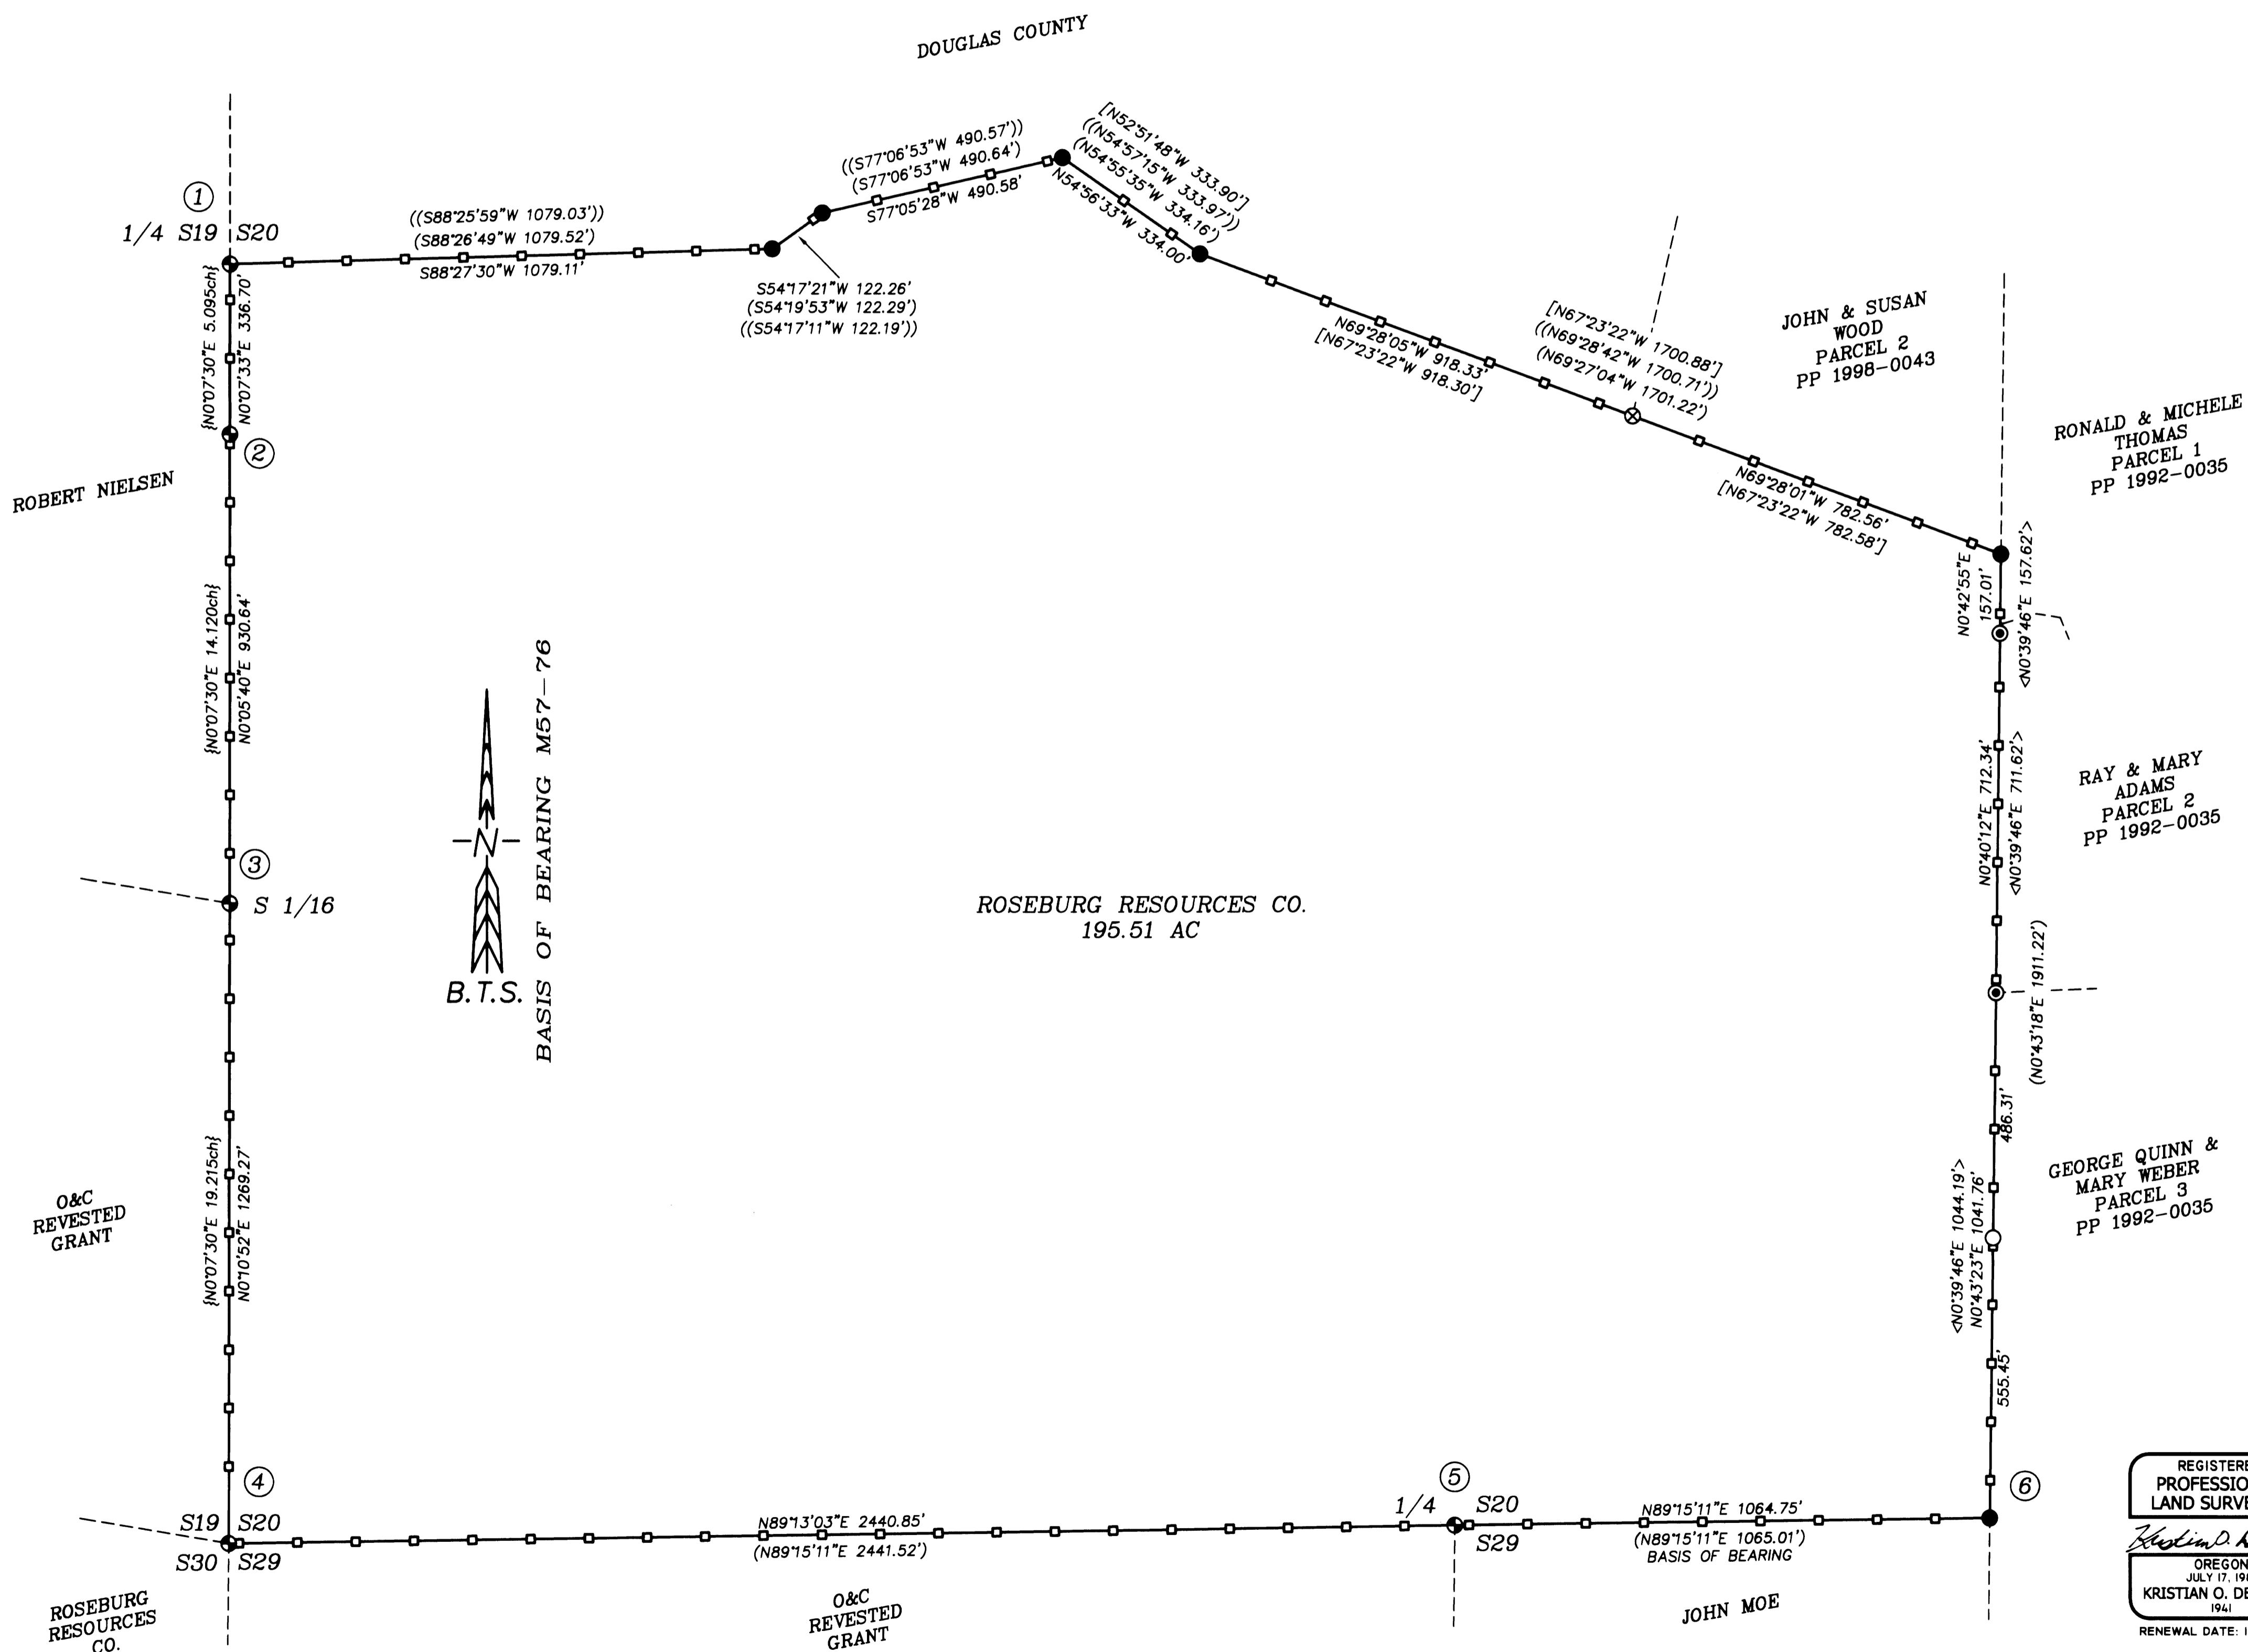 DOUGLAS COUNTY
①
1/4 S19 S20
((S88°25'59"W 1079.03'))
(S88°26'49"W 1079.52')
S88°27'30"W 1079.11'
((S77°06'53"W 490.57'))
(S77°06'53"W 490.64')
S77°05'28"W 490.58'
S54°17'21"W 122.26'
(S54°19'53"W 122.29')
((S54°17'11"W 122.19'))
[N52°51'48"W 333.90']
((N54°57'15"W 333.97'))
(N54°55'35"W 334.16')
N54°56'33"W 334.00'
N69°28'05"W 918.33'
[N67°23'22"W 918.30']
[N67°23'22"W 1700.88']
((N69°28'42"W 1700.71'))
(N69°27'04"W 1701.22')
N69°28'01"W 782.56'
[N67°23'22"W 782.58']
JOHN & SUSAN
WOOD
PARCEL 2
PP 1998-0043
RONALD & MICHELE
THOMAS
PARCEL 1
PP 1992-0035
{N0°07'30"E 5.095ch}
N0°07'33"E 336.70'
②
ROBERT NIELSEN
N0°42'55"E
157.01'
<N0°39'46"E 157.62'>
{N0°07'30"E 14.120ch}
N0°05'40"E 930.64'
BASIS OF BEARING M57-76
N
B.T.S.
③
S 1/16
ROSEBURG RESOURCES CO.
195.51 AC
N0°40'12"E 712.34'
<N0°39'46"E 711.62'>
RAY & MARY
ADAMS
PARCEL 2
PP 1992-0035
(N0°43'18"E 1911.22')
486.31'
GEORGE QUINN &
MARY WEBER
PARCEL 3
PP 1992-0035
{N0°07'30"E 19.215ch}
N0°10'52"E 1269.27'
O&C
REVESTED
GRANT
<N0°39'46"E 1044.19'>
N0°43'23"E 1041.76'
555.45'
④
S19 S20
S30 S29
N89°13'03"E 2440.85'
(N89°15'11"E 2441.52')
⑤
1/4 S20
S29
N89°15'11"E 1064.75'
(N89°15'11"E 1065.01')
BASIS OF BEARING
⑥
ROSEBURG
RESOURCES
CO.
O&C
REVESTED
GRANT
JOHN MOE
REGISTERE
PROFESSIO
LAND SURVE
Kristian O.
OREGON
JULY 17, 19
KRISTIAN O. DE
1941
RENEWAL DATE: 1